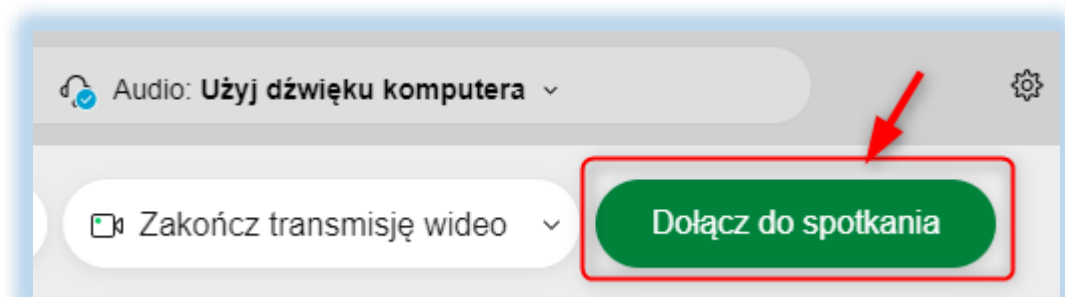 Audio: Użyj dźwięku komputera
Zakończ transmisję wideo
Dołącz do spotkania